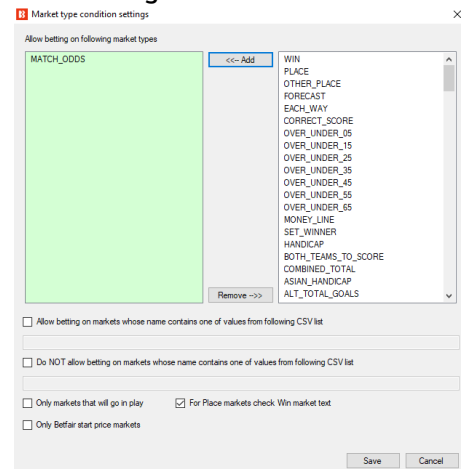 Market type condition settings
Allow betting on following market types
MATCH_ODDS
<<-- Add
WIN
PLACE
OTHER_PLACE
FORECAST
EACH_WAY
CORRECT_SCORE
OVER_UNDER_05
OVER_UNDER_15
OVER_UNDER_25
OVER_UNDER_35
OVER_UNDER_45
OVER_UNDER_55
OVER_UNDER_65
MONEY_LINE
SET_WINNER
HANDICAP
BOTH_TEAMS_TO_SCORE
COMBINED_TOTAL
ASIAN_HANDICAP
ALT_TOTAL_GOALS
Remove -->>
Allow betting on markets whose name contains one of values from following CSV list
Do NOT allow betting on markets whose name contains one of values from following CSV list
Only markets that will go in play
For Place markets check Win market text
Only Betfair start price markets
Save
Cancel